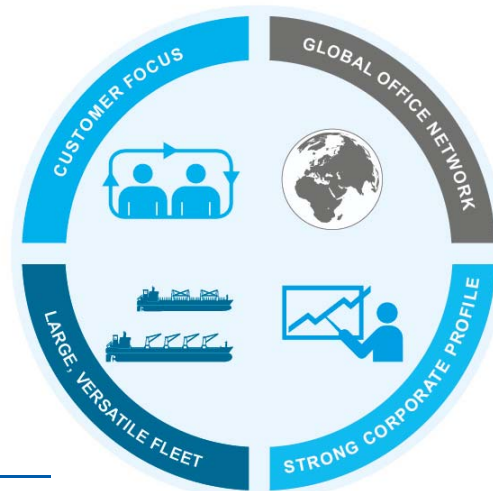 CUSTOMER FOCUS
GLOBAL OFFICE NETWORK
LARGE, VERSATILE FLEET
STRONG CORPORATE PROFILE